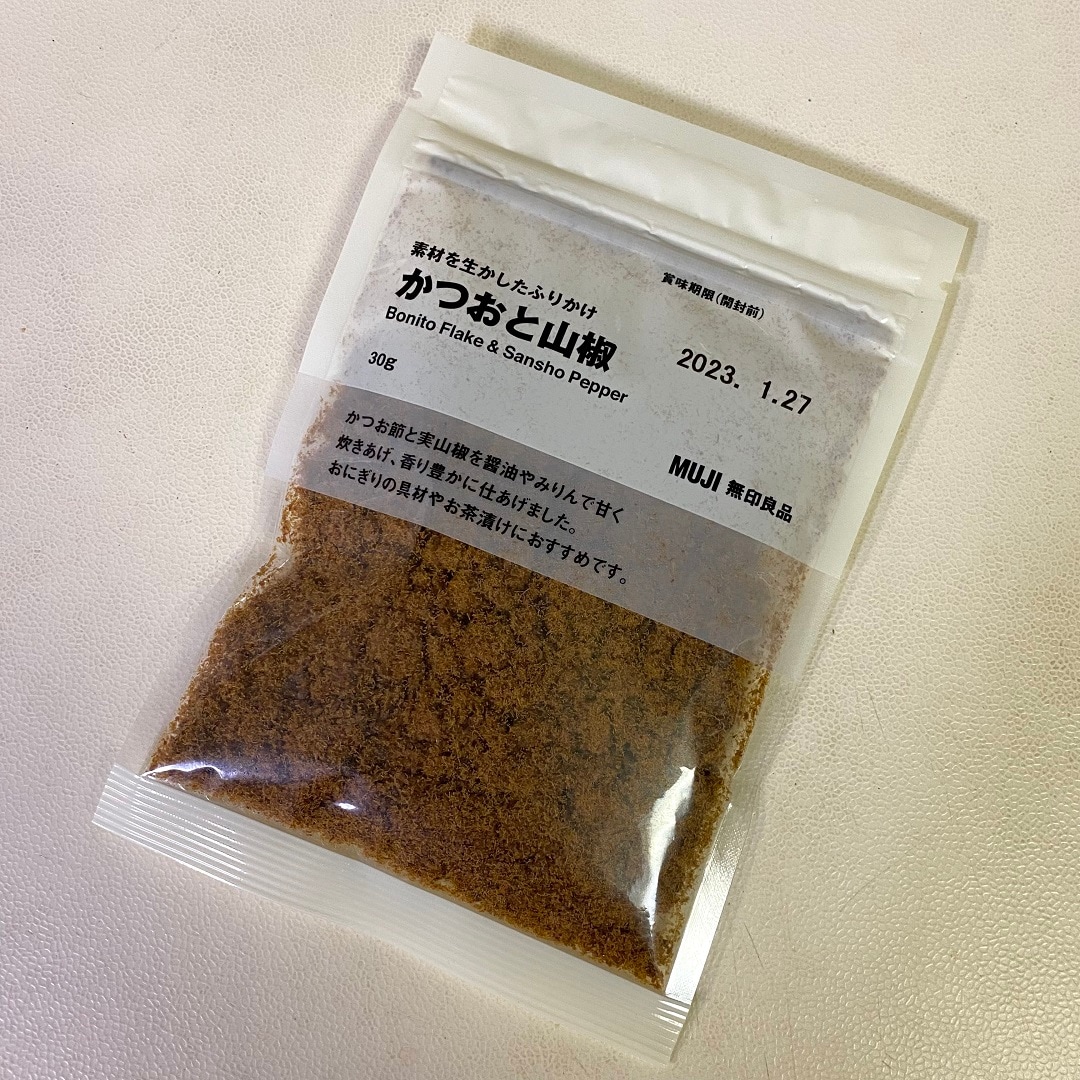 素材を生かしたふりかけ
かつおと山椒
Bonito Flake & Sansho Pepper
30g
賞味期限(開封前)
2023. 1.27
MUJI 無印良品
かつお節と実山椒を醤油やみりんで甘く
炊きあげ、香り豊かに仕あげました。
おにぎりの具材やお茶漬けにおすすめです。